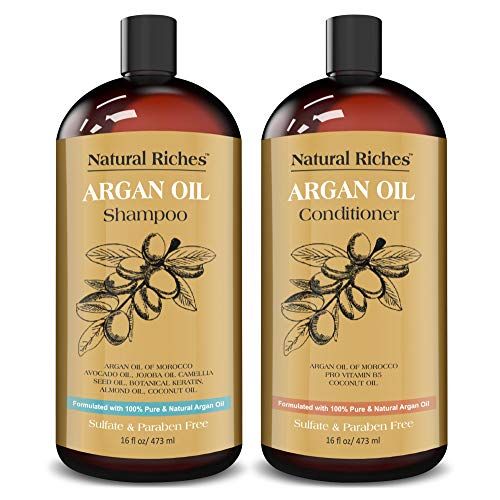 Natural Riches™
ARGAN OIL
Shampoo
ARGAN OIL OF MOROCCO
AVOCADO OIL, JOJOBA OIL, CAMELLIA
SEED OIL, BOTANICAL KERATIN,
ALMOND OIL, COCONUT OIL.
Formulated with 100% Pure & Natural Argan Oil
Sulfate & Paraben Free
16 fl oz/ 473 ml
Natural Riches™
ARGAN OIL
Conditioner
ARGAN OIL OF MOROCCO
PRO VITAMIN B5
COCONUT OIL.
Formulated with 100% Pure & Natural Argan Oil
Sulfate & Paraben Free
16 fl oz/ 473 ml